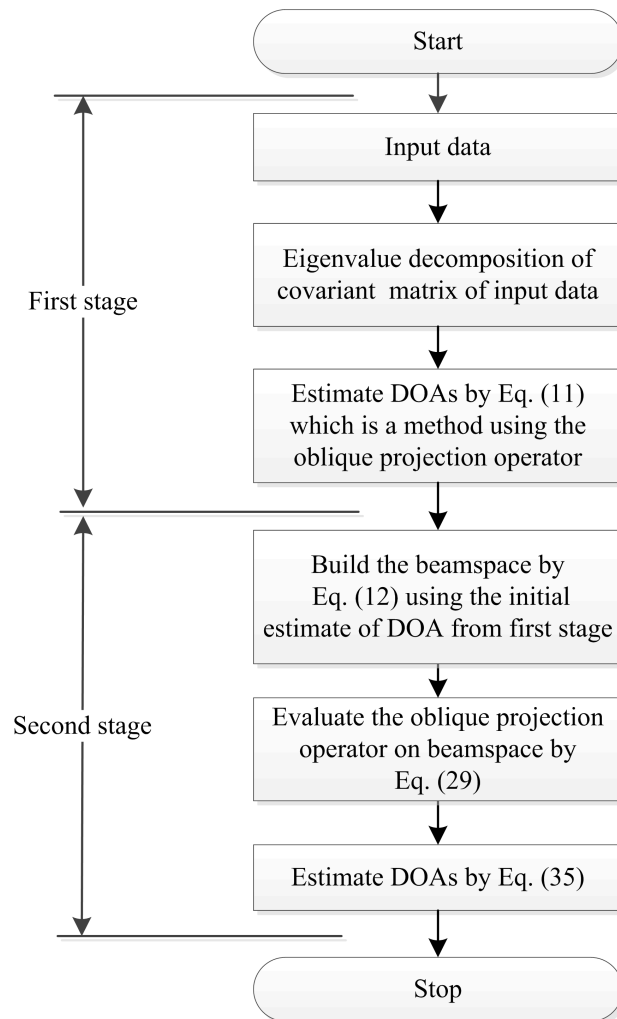 Start
Input data
Eigenvalue decomposition of
covariant matrix of input data
First stage
Estimate DOAs by Eq. (11)
which is a method using the
oblique projection operator
Build the beamspace by
Eq. (12) using the initial
estimate of DOA from first stage
Second stage
Evaluate the oblique projection
operator on beamspace by
Eq. (29)
Estimate DOAs by Eq. (35)
Stop